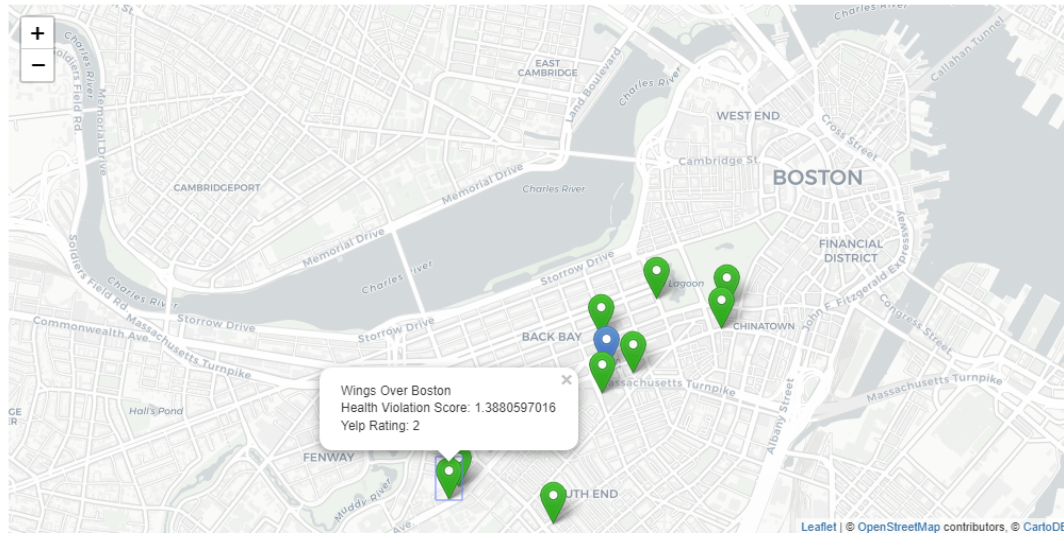 +
−
Charles River
Soldiers Field Rd
Memorial Drive
EAST
CAMBRIDGE
Land Boulevard
Charles River
Callahan Tunnel
WEST END
Cross Street
Cambridge St
BOSTON
CAMBRIDGEPORT
Memorial Drive
Charles River
Memorial Drive
Soldiers Field Rd
FINANCIAL
DISTRICT
Storrow Drive
Charles River
Charles River
Lagoon
John F. Fitzgerald Expressway
Congress Street
Commonwealth Ave
Storrow Drive
Storrow Drive
BACK BAY
CHINATOWN
Massachusetts Turnpike
Massachusetts Turnpike
Massachusetts Turnpike
Wings Over Boston
Health Violation Score: 1.3880597016
Yelp Rating: 2
×
Hall's Pond
Albany Street
FENWAY
Muddy River
UTH END
Leaflet | © OpenStreetMap contributors, © CartoDB